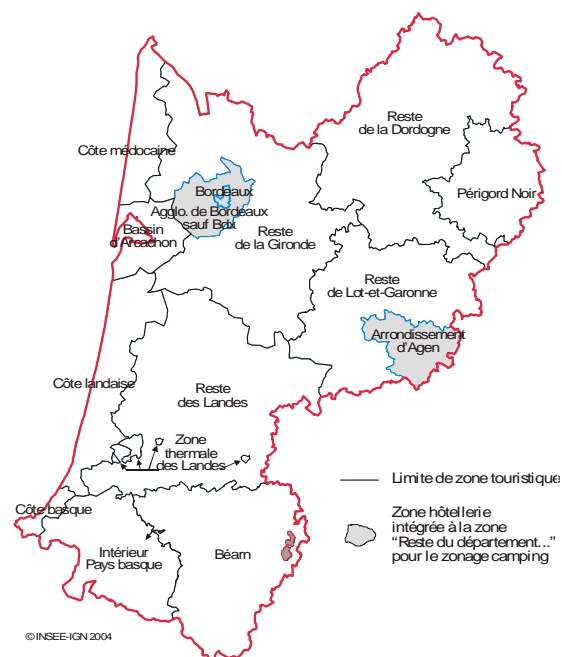 Reste
de la Dordogne
Côte médocaine
Périgord Noir
Bordeaux
Agglo. de Bordeaux
sauf Bdx
Bassin
d'Arcachon
Reste
de la Gironde
Reste
de Lot-et-Garonne
Arrondissement
d'Agen
Côte landaise
Reste
des Landes
Zone
thermale
des Landes
Côte basque
Intérieur
Pays basque
Béarn
Limite de zone touristique
Zone hôtellerie
intégrée à la zone
“Reste du département...”
pour le zonage camping
© INSEE-IGN 2004